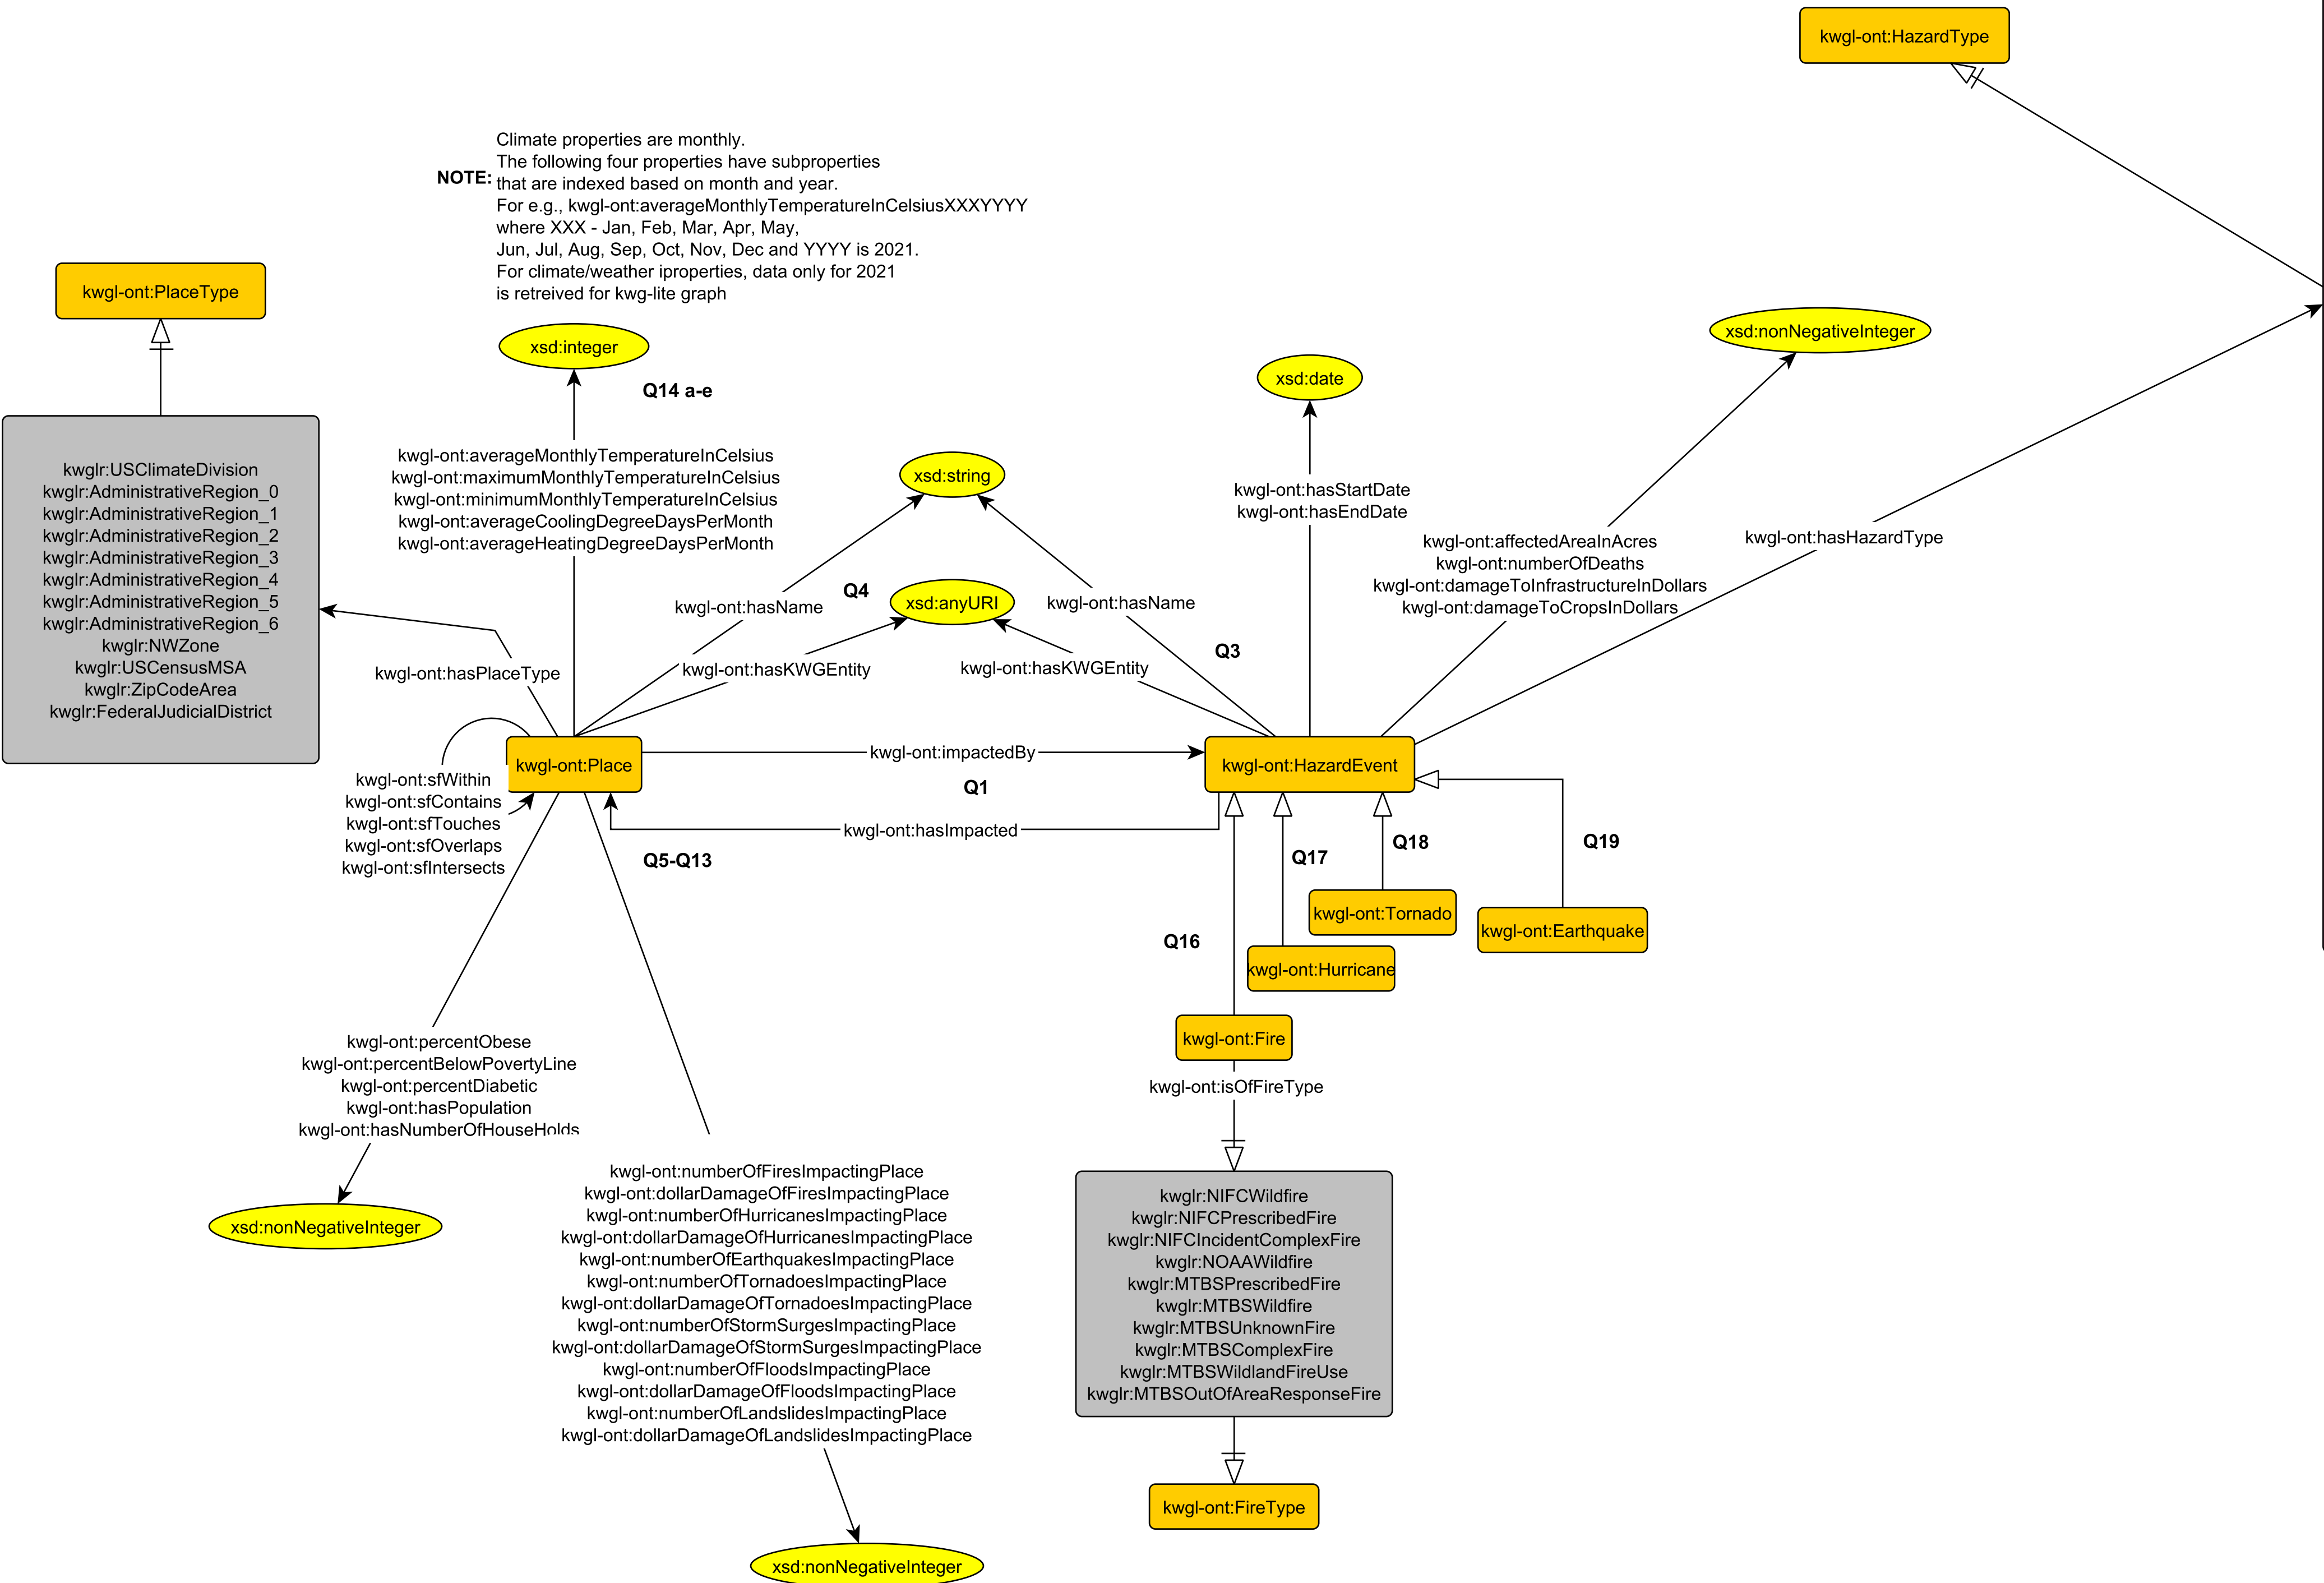 kwgl-ont:HazardType
NOTE:
Climate properties are monthly.
The following four properties have subproperties
that are indexed based on month and year.
For e.g., kwgl-ont:averageMonthlyTemperatureInCelsiusXXXYYYY
where XXX - Jan, Feb, Mar, Apr, May,
Jun, Jul, Aug, Sep, Oct, Nov, Dec and YYYY is 2021.
For climate/weather iproperties, data only for 2021
is retreived for kwg-lite graph
kwgl-ont:PlaceType
xsd:integer
xsd:nonNegativeInteger
xsd:date
Q14 a-e
kwglr:USClimateDivision
kwglr:AdministrativeRegion_0
kwglr:AdministrativeRegion_1
kwglr:AdministrativeRegion_2
kwglr:AdministrativeRegion_3
kwglr:AdministrativeRegion_4
kwglr:AdministrativeRegion_5
kwglr:AdministrativeRegion_6
kwglr:NWZone
kwglr:USCensusMSA
kwglr:ZipCodeArea
kwglr:FederalJudicialDistrict
kwgl-ont:averageMonthlyTemperatureInCelsius
kwgl-ont:maximumMonthlyTemperatureInCelsius
kwgl-ont:minimumMonthlyTemperatureInCelsius
kwgl-ont:averageCoolingDegreeDaysPerMonth
kwgl-ont:averageHeatingDegreeDaysPerMonth
xsd:string
kwgl-ont:hasStartDate
kwgl-ont:hasEndDate
kwgl-ont:affectedAreaInAcres
kwgl-ont:numberOfDeaths
kwgl-ont:damageToInfrastructureInDollars
kwgl-ont:damageToCropsInDollars
kwgl-ont:hasHazardType
Q4
xsd:anyURI
kwgl-ont:hasName
kwgl-ont:hasName
Q3
kwgl-ont:hasPlaceType
kwgl-ont:hasKWGEntity
kwgl-ont:hasKWGEntity
kwgl-ont:Place
kwgl-ont:impactedBy
kwgl-ont:HazardEvent
kwgl-ont:sfWithin
kwgl-ont:sfContains
kwgl-ont:sfTouches
kwgl-ont:sfOverlaps
kwgl-ont:sfIntersects
Q1
kwgl-ont:hasImpacted
Q5-Q13
Q17
Q18
Q19
kwgl-ont:Tornado
kwgl-ont:Earthquake
Q16
kwgl-ont:Hurricane
kwgl-ont:Fire
kwgl-ont:isOfFireType
kwgl-ont:percentObese
kwgl-ont:percentBelowPovertyLine
kwgl-ont:percentDiabetic
kwgl-ont:hasPopulation
kwgl-ont:hasNumberOfHouseHolds
xsd:nonNegativeInteger
kwgl-ont:numberOfFiresImpactingPlace
kwgl-ont:dollarDamageOfFiresImpactingPlace
kwgl-ont:numberOfHurricanesImpactingPlace
kwgl-ont:dollarDamageOfHurricanesImpactingPlace
kwgl-ont:numberOfEarthquakesImpactingPlace
kwgl-ont:numberOfTornadoesImpactingPlace
kwgl-ont:dollarDamageOfTornadoesImpactingPlace
kwgl-ont:numberOfStormSurgesImpactingPlace
kwgl-ont:dollarDamageOfStormSurgesImpactingPlace
kwgl-ont:numberOfFloodsImpactingPlace
kwgl-ont:dollarDamageOfFloodsImpactingPlace
kwgl-ont:numberOfLandslidesImpactingPlace
kwgl-ont:dollarDamageOfLandslidesImpactingPlace
xsd:nonNegativeInteger
kwglr:NIFCWildfire
kwglr:NIFCPrescribedFire
kwglr:NIFCIncidentComplexFire
kwglr:NOAAWildfire
kwglr:MTBSPrescribedFire
kwglr:MTBSWildfire
kwglr:MTBSUnknownFire
kwglr:MTBSComplexFire
kwglr:MTBSWildlandFireUse
kwglr:MTBSOutOfAreaResponseFire
kwgl-ont:FireType